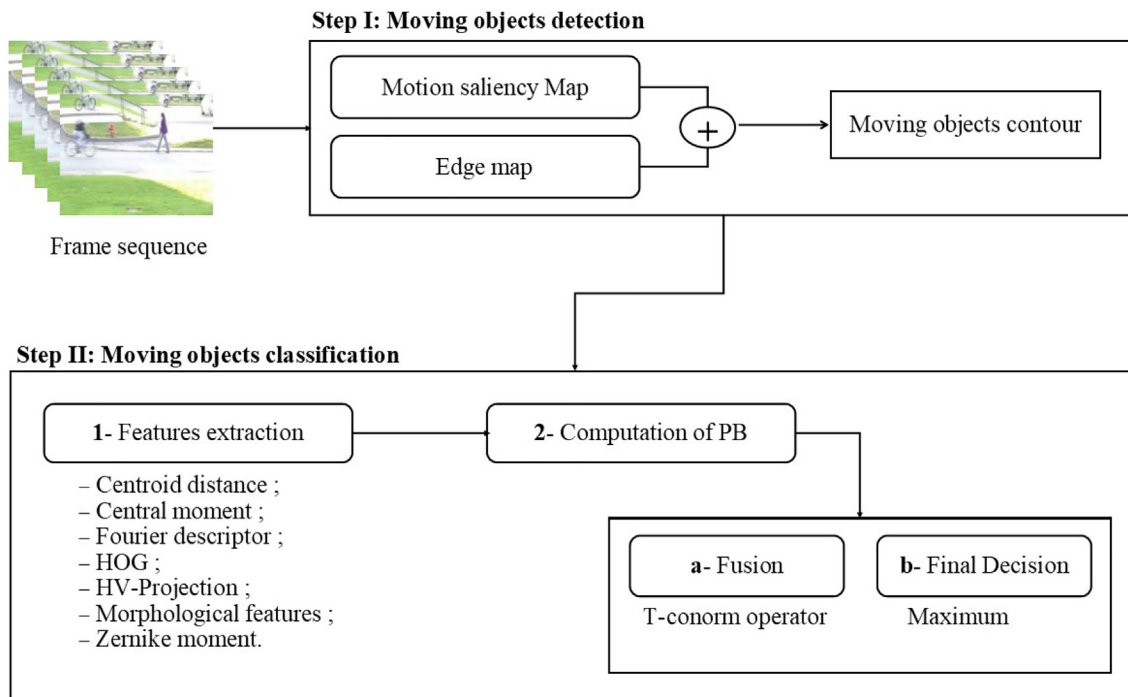 Step I: Moving objects detection
Motion saliency Map
+
Moving objects contour
Edge map
Frame sequence
Step II: Moving objects classification
1- Features extraction
2- Computation of PB
– Centroid distance ;
– Central moment ;
– Fourier descriptor ;
– HOG ;
– HV-Projection ;
– Morphological features ;
– Zernike moment.
a- Fusion
b- Final Decision
T-conorm operator
Maximum